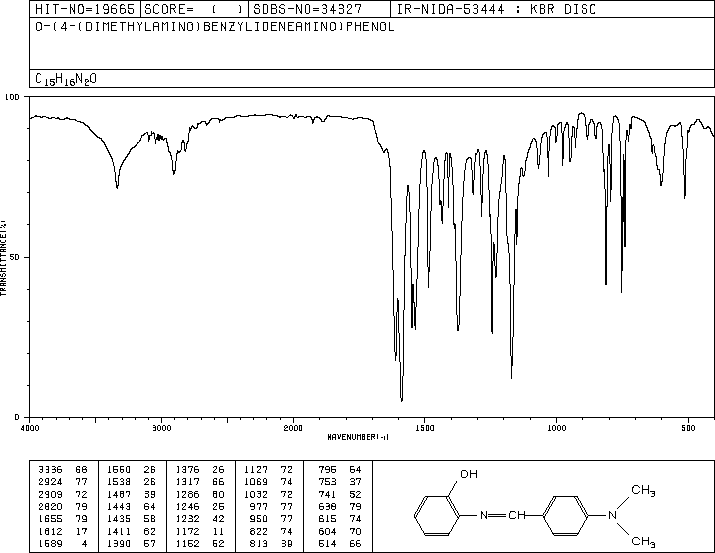 HIT-NO=19665 SCORE= ( ) SDBS-NO=34327 IR-NIDA-53444 : KBR DISC
O-(4-(DIMETHYLAMINO)BENZYLIDENEAMINO)PHENOL
C15H16N2O
100
TRANSMITTANCE(%)
50
0
4000 3000 2000 1500 1000 500
WAVENUMBER(-1)
3336 68 1550 26 1376 26 1127 72 795 64
2924 77 1538 26 1317 66 1069 74 753 37
2909 72 1487 39 1286 60 1032 72 741 52
2820 79 1443 64 1246 25 977 77 638 79
1655 79 1435 58 1232 42 950 77 615 74
1612 17 1411 62 1172 11 822 74 604 70
1589 4 1390 57 1152 52 813 39 514 66
OH
CH3
N=CH
N
CH3